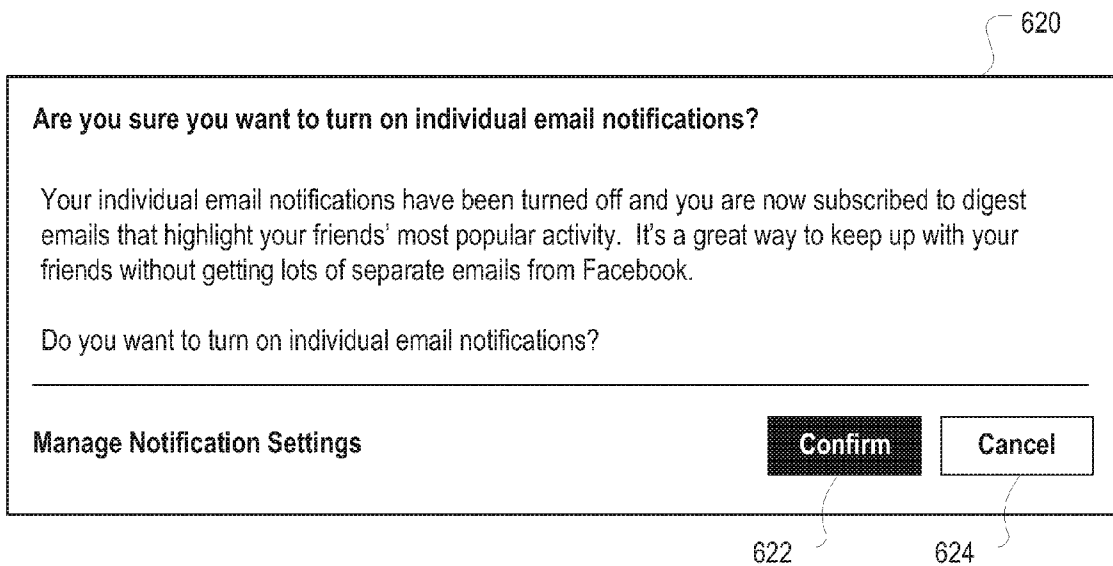 620
Are you sure you want to turn on individual email notifications?
Your individual email notifications have been turned off and you are now subscribed to digest
emails that highlight your friends’ most popular activity.  It’s a great way to keep up with your
friends without getting lots of separate emails from Facebook.
Do you want to turn on individual email notifications?
Manage Notification Settings
Confirm
Cancel
622
624